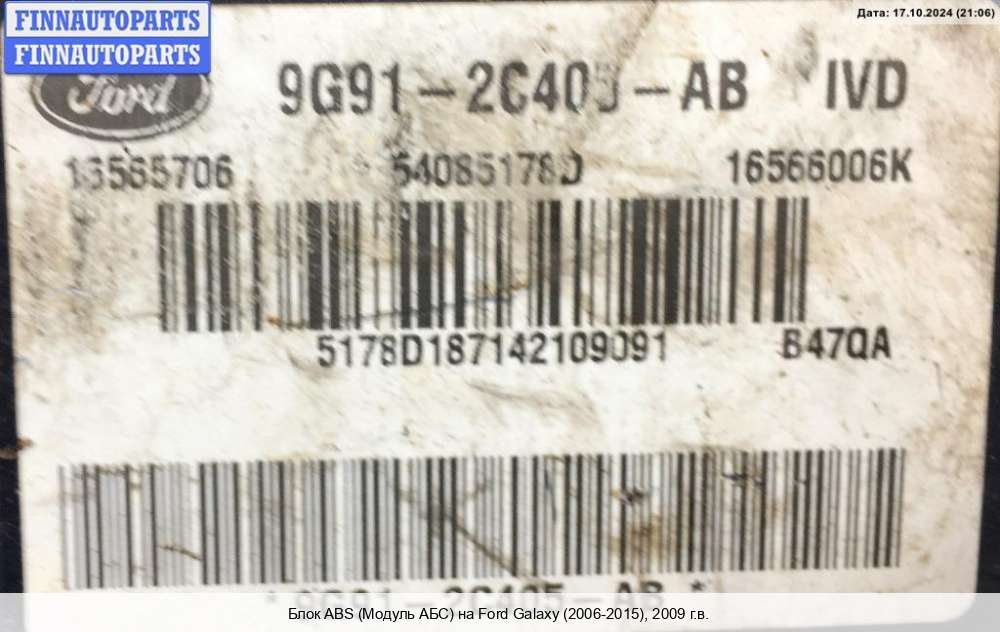 FINNAUTOPARTS
FINNAUTOPARTS
Дата: 17.10.2024 (21:06)
Ford
9G91-2C405-AB IVD
16565706 54085178D 16566006K
5178D187142109091 B47QA
* 9G91-2C405-AB *
Блок ABS (Модуль АБС) на Ford Galaxy (2006-2015), 2009 г.в.